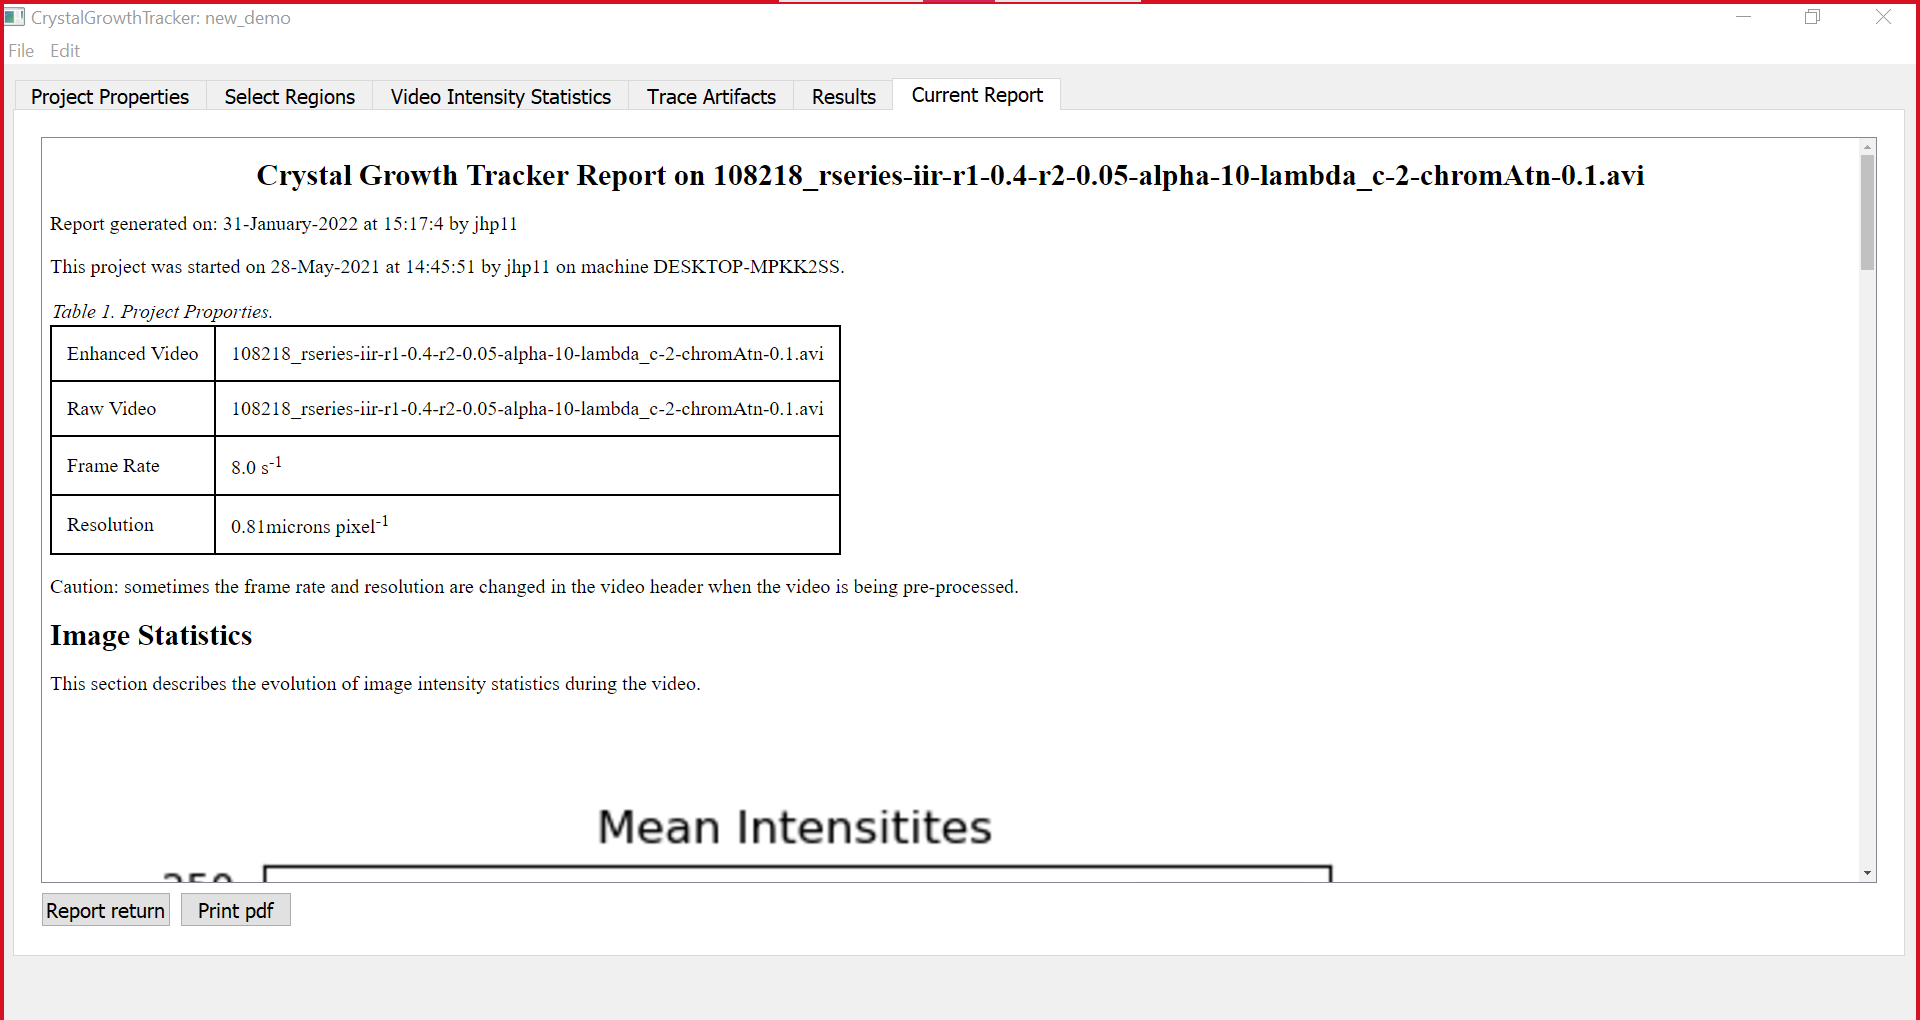 CrystalGrowthTracker: new_demo
File Edit
Project Properties Select Regions Video Intensity Statistics Trace Artifacts Results Current Report
Crystal Growth Tracker Report on 108218_rseries-iir-r1-0.4-r2-0.05-alpha-10-lambda_c-2-chromAtn-0.1.avi
Report generated on: 31-January-2022 at 15:17:4 by jhp11
This project was started on 28-May-2021 at 14:45:51 by jhp11 on machine DESKTOP-MPKK2SS.
Table 1. Project Proporties.
Enhanced Video 108218_rseries-iir-r1-0.4-r2-0.05-alpha-10-lambda_c-2-chromAtn-0.1.avi
Raw Video 108218_rseries-iir-r1-0.4-r2-0.05-alpha-10-lambda_c-2-chromAtn-0.1.avi
Frame Rate 8.0 s-1
Resolution 0.81microns pixel-1
Caution: sometimes the frame rate and resolution are changed in the video header when the video is being pre-processed.
Image Statistics
This section describes the evolution of image intensity statistics during the video.
Mean Intensitites
250
Report return Print pdf